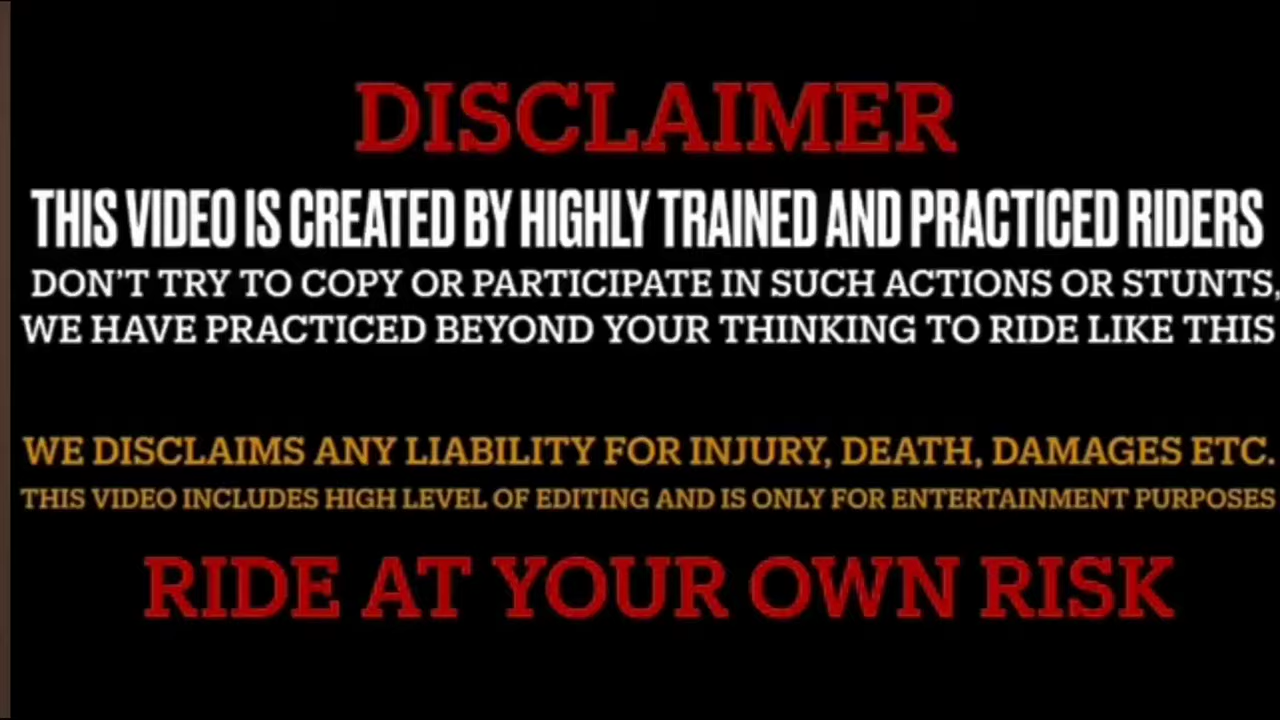 DISCLAIMER
THIS VIDEO IS CREATED BY HIGHLY TRAINED AND PRACTICED RIDERS
DON'T TRY TO COPY OR PARTICIPATE IN SUCH ACTIONS OR STUNTS,
WE HAVE PRACTICED BEYOND YOUR THINKING TO RIDE LIKE THIS
WE DISCLAIMS ANY LIABILITY FOR INJURY, DEATH, DAMAGES ETC.
THIS VIDEO INCLUDES HIGH LEVEL OF EDITING AND IS ONLY FOR ENTERTAINMENT PURPOSES
RIDE AT YOUR OWN RISK